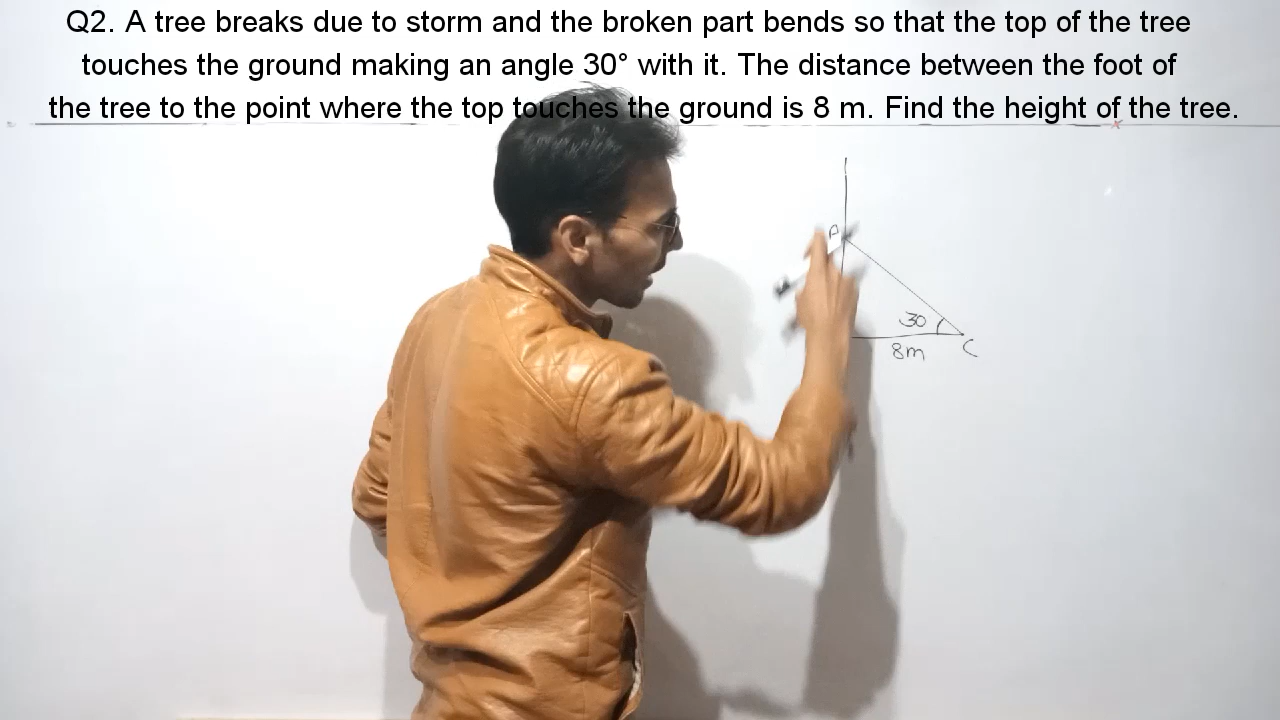 Q2. A tree breaks due to storm and the broken part bends so that the top of the tree
touches the ground making an angle 30° with it. The distance between the foot of
the tree to the point where the top touches the ground is 8 m. Find the height of the tree.
A
30
8m
C